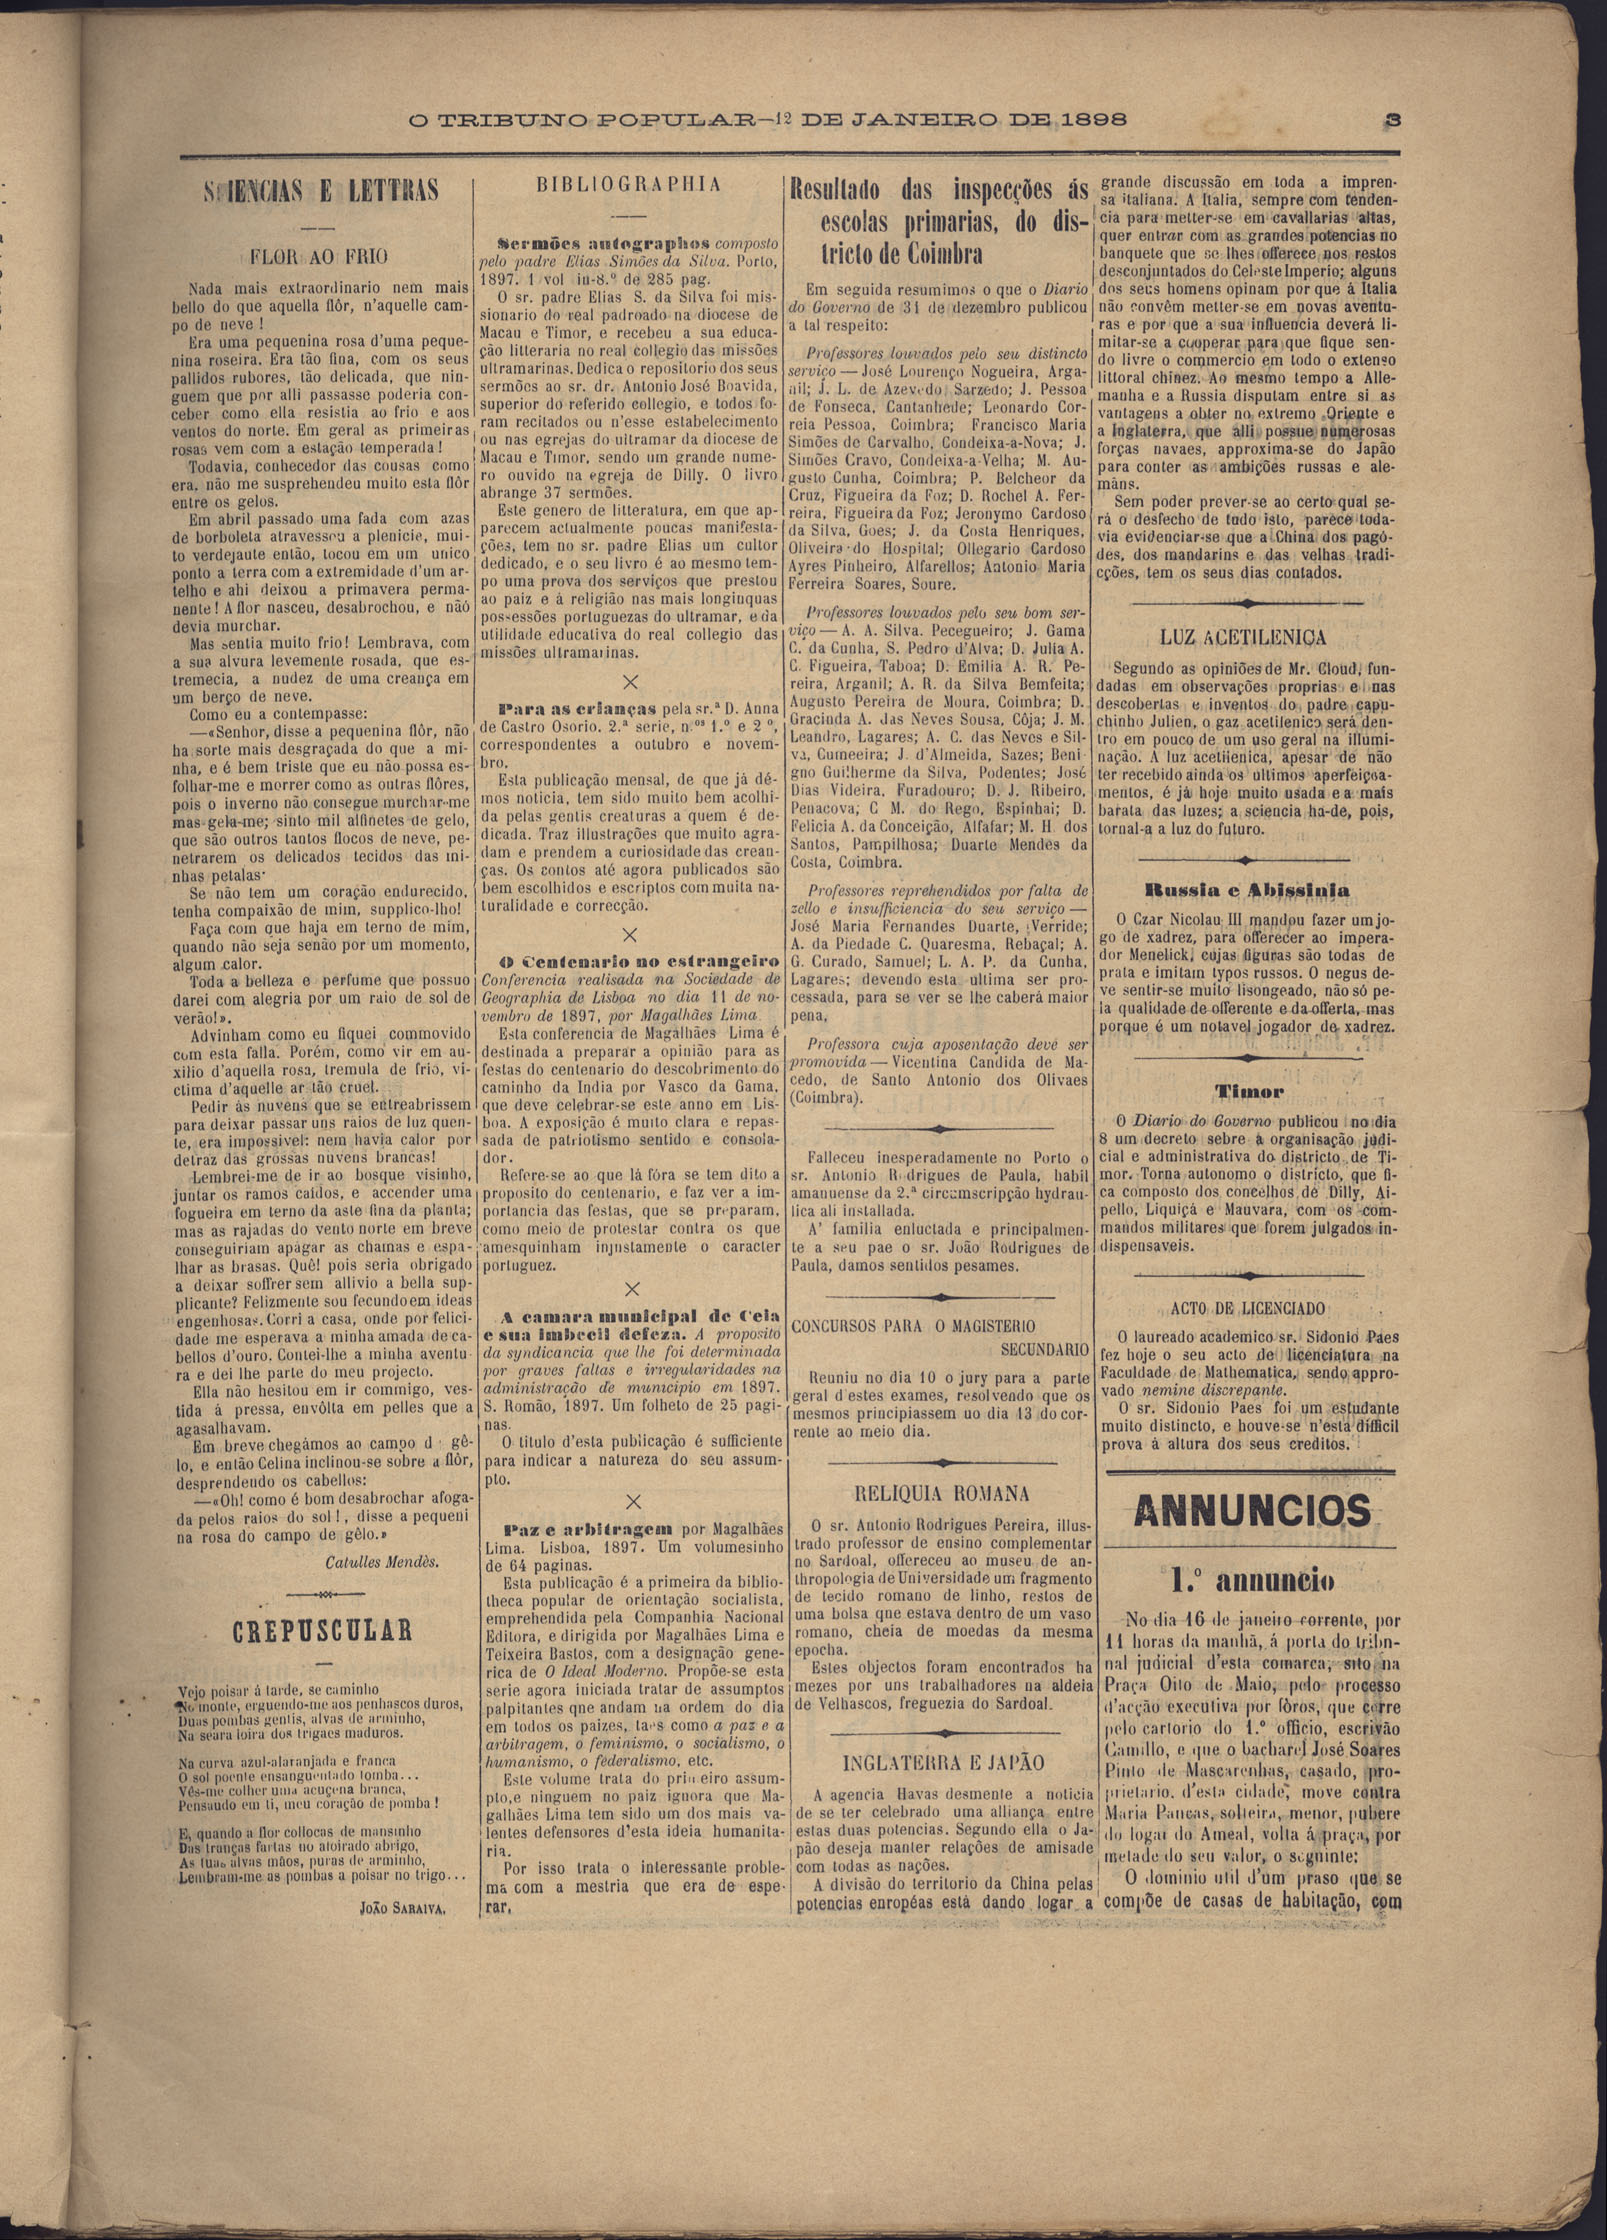 O TRIBUNO POPULAR—12 DE JANEIRO DE 1898
3
SCIENCIAS E LETTRAS
FLOR AO FRIO
Nada mais extraordinario nem mais
bello do que aquella flôr, n'aquelle cam-
po de neve !
Era uma pequenina rosa d'uma peque-
nina roseira. Era tão fina, com os seus
pallidos rubores, tão delicada, que nin-
guem que por alli passasse poderia con-
ceber como ella resistia ao frio e aos
ventos do norte. Em geral as primeiras
rosas vem com a estação temperada !
Todavia, conhecedor das cousas como
era, não me susprehendeu muito esta flôr
entre os gelos.
Em abril passado uma fada com azas
de borboleta atravessou a plenicie, mui-
to verdejante então, tocou em um unico
ponto a terra com a extremidade d'um ar-
telho e ahi deixou a primavera perma-
nente ! A flor nasceu, desabrochou, e não
devia murchar.
Mas sentia muito frio! Lembrava, com
a sua alvura levemente rosada, que es-
tremecia, a nudez de uma creança em
um berço de neve.
Como eu a contempasse:
—«Senhor, disse a pequenina flôr, não
ha sorte mais desgraçada do que a mi-
nha, e é bem triste que eu não possa es-
folhar-me e morrer como as outras flôres,
pois o inverno não consegue murchar-me
mas gela-me; sinto mil alfinetes de gelo,
que são outros tantos flocos de neve, pe-
netrarem os delicados tecidos das mi-
nhas petalas·
Se não tem um coração endurecido,
tenha compaixão de mim, supplico-lho!
Faça com que haja em terno de mim,
quando não seja senão por um momento,
algum calor.
Toda a belleza e perfume que possuo
darei com alegria por um raio de sol de
verão!».
Advinham como eu fiquei commovido
com esta falla. Porém, como vir em au-
xilio d'aquella rosa, tremula de frio, vi-
ctima d'aquelle ar tão cruel.
Pedir ás nuvens que se entreabrissem
para deixar passar uns raios de luz quen-
te, era impossivel: nem havia calor por
detraz das grossas nuvens brancas!
Lembrei-me de ir ao bosque visinho,
juntar os ramos caídos, e accender uma
fogueira em terno da aste fina da planta;
mas as rajadas do vento norte em breve
conseguiriam apagar as chamas e espa-
lhar as brasas. Quê! pois seria obrigado
a deixar soffrer sem allivio a bella sup-
plicante? Felizmente sou fecundo em ideas
engenhosas. Corri a casa, onde por felici-
dade me esperava a minha amada de ca-
bellos d'ouro. Contei-lhe a minha aventu-
ra e dei lhe parte do meu projecto.
Ella não hesitou em ir commigo, ves-
tida á pressa, envôlta em pelles que a
agasalhavam.
Em breve chegámos ao campo d gê-
lo, e então Celina inclinou-se sobre a flôr,
desprendendo os cabellos:
—«Oh! como é bom desabrochar afoga-
da pelos raios do sol!, disse a pequeni
na rosa do campo de gêlo.»
Catulles Mendès.
CREPUSCULAR
Vejo poisar á tarde, se caminho
No monte, erguendo-me aos penhascos duros,
Duas pombas gentis, alvas de arminho,
Na seara loira dos trigaes maduros.
Na curva azul-alaranjada e franca
O sol poente ensanguentado tomba...
Vês-me colher uma açucena branca,
Pensando em ti, meu coração de pomba !
E, quando a flor collocas de mansinho
Das tranças fartas no aloirado abrigo,
As tuas alvas mãos, puras de arminho,
Lembram-me as pombas a poisar no trigo...
JOÃO SARAIVA.
BIBLIOGRAPHIA
Sermões autographos composto
pelo padre Elias Simões da Silva. Porto,
1897. 1 vol in-8.º de 285 pag.
O sr. padre Elias S. da Silva foi mis-
sionario do real padroado na diocese de
Macau e Timor, e recebeu a sua educa-
ção litteraria no real collegio das missões
ultramarinas. Dedica o repositorio dos seus
sermões ao sr. dr. Antonio José Boavida,
superior do referido collegio, e todos fo-
ram recitados ou n'esse estabelecimento
ou nas egrejas do ultramar da diocese de
Macau e Timor, sendo um grande nume-
ro ouvido na egreja de Dilly. O livro
abrange 37 sermões.
Este genero de litteratura, em que ap-
parecem actualmente poucas manifesta-
ções, tem no sr. padre Elias um cultor
dedicado, e o seu livro é ao mesmo tem-
po uma prova dos serviços que prestou
ao paiz e á religião nas mais longinquas
possessões portuguezas do ultramar, e da
utilidade educativa do real collegio das
missões ultramarinas.
×
Para as crianças pela sr.ª D. Anna
de Castro Osorio. 2.ª serie, n.ºs 1.º e 2º,
correspondentes a outubro e novem-
bro.
Esta publicação mensal, de que já dé-
mos noticia, tem sido muito bem acolhi-
da pelas gentis creaturas a quem é de-
dicada. Traz illustrações que muito agra-
dam e prendem a curiosidade das crean-
ças. Os contos até agora publicados são
bem escolhidos e escriptos com muita na-
turalidade e correcção.
×
O Centenario no estrangeiro
Conferencia realisada na Sociedade de
Geographia de Lisboa no dia 11 de no-
vembro de 1897, por Magalhães Lima.
Esta conferencia de Magalhães Lima é
destinada a preparar a opinião para as
festas do centenario do descobrimento do
caminho da India por Vasco da Gama,
que deve celebrar-se este anno em Lis-
boa. A exposição é muito clara e repas-
sada de patriotismo sentido e consola-
dor.
Refere-se ao que lá fóra se tem dito a
proposito do centenario, e faz ver a im-
portancia das festas, que se preparam,
como meio de protestar contra os que
amesquinham injustamente o caracter
portuguez.
×
A camara municipal de Ceia
e sua imbecil defeza. A proposito
da syndicancia que lhe foi determinada
por graves faltas e irregularidades na
administração de municipio em 1897.
S. Romão, 1897. Um folheto de 25 pagi-
nas.
O titulo d'esta publicação é sufficiente
para indicar a natureza do seu assum-
pto.
×
Paz e arbitragem por Magalhães
Lima. Lisboa, 1897. Um volumesinho
de 64 paginas.
Esta publicação é a primeira da biblio-
theca popular de orientação socialista,
emprehendida pela Companhia Nacional
Editora, e dirigida por Magalhães Lima e
Teixeira Bastos, com a designação gene-
rica de O Ideal Moderno. Propõe-se esta
serie agora iniciada tratar de assumptos
palpitantes qne andam na ordem do dia
em todos os paizes, taes como a paz e a
arbitragem, o feminismo, o socialismo, o
humanismo, o federalismo, etc.
Este volume trata do primeiro assum-
pto,e ninguem no paiz ignora que Ma-
galhães Lima tem sido um dos mais va-
lentes defensores d'esta ideia humanita-
ria.
Por isso trata o interessante proble-
ma com a mestria que era de espe-
rar,
Resultado das inspecções ás
escolas primarias, do dis-
tricto de Coimbra
Em seguida resumimos o que o Diario
do Governo de 31 de dezembro publicou
a tal respeito:
Professores louvados pelo seu distincto
serviço — José Lourenço Nogueira, Arga-
nil; J. L. de Azevedo, Sarzedo; J. Pessoa
de Fonseca, Cantanhede; Leonardo Cor-
reia Pessoa, Coimbra; Francisco Maria
Simões de Carvalho, Condeixa-a-Nova; J.
Simões Cravo, Condeixa-a-Velha; M. Au-
gusto Cunha, Coimbra; P. Belcheor da
Cruz, Figueira da Foz; D. Rochel A. Fer-
reira, Figueira da Foz; Jeronymo Cardoso
da Silva, Goes; J. da Costa Henriques,
Oliveira do Hospital; Ollegario Cardoso
Ayres Pinheiro, Alfarellos; Antonio Maria
Ferreira Soares, Soure.
Professores louvados pelo seu bom ser-
viço — A. A. Silva. Pecegueiro; J. Gama
C. da Cunha, S. Pedro d'Alva; D. Julia A.
C. Figueira, Taboa; D. Emilia A. R. Pe-
reira, Arganil; A. R. da Silva Bemfeita;
Augusto Pereira de Moura, Coimbra; D.
Gracinda A. das Neves Sousa, Côja; J. M.
Leandro, Lagares; A. C. das Neves e Sil-
va, Cumeeira; J. d'Almeida, Sazes; Beni-
gno Guilherme da Silva, Podentes; José
Dias Videira, Furadouro; D. J. Ribeiro,
Penacova; C M. do Rego, Espinhal; D.
Felicia A. da Conceição, Alfafar; M. H. dos
Santos, Pampilhosa; Duarte Mendes da
Costa, Coimbra.
Professores reprehendidos por falta de
zello e insufficiencia do seu serviço —
José Maria Fernandes Duarte, Verride;
A. da Piedade C. Quaresma, Rebaçal; A.
G. Curado, Samuel; L. A. P. da Cunha,
Lagares; devendo esta ultima ser pro-
cessada, para se ver se lhe caberá maior
pena.
Professora cuja aposentação deve ser
promovida — Vicentina Candida de Ma-
cedo, de Santo Antonio dos Olivaes
(Coimbra).
Falleceu inesperadamente no Porto o
sr. Antonio Rodrigues de Paula, habil
amanuense da 2.ª circumscripção hydrau-
lica ali installada.
A' familia enluctada e principalmen-
te a seu pae o sr. João Rodrigues de
Paula, damos sentidos pesames.
CONCURSOS PARA O MAGISTERIO
SECUNDARIO
Reuniu no dia 10 o jury para a parte
geral d'estes exames, resolvendo que os
mesmos principiassem no dia 13 do cor-
rente ao meio dia.
RELIQUIA ROMANA
O sr. Antonio Rodrigues Pereira, illus-
trado professor de ensino complementar
no Sardoal, offereceu ao museu de an-
thropologia de Universidade um fragmento
de tecido romano de linho, restos de
uma bolsa qne estava dentro de um vaso
romano, cheia de moedas da mesma
epocha.
Estes objectos foram encontrados ha
mezes por uns trabalhadores na aldeia
de Velhascos, freguezia do Sardoal.
INGLATERRA E JAPÃO
A agencia Havas desmente a noticia
de se ter celebrado uma alliança entre
estas duas potencias. Segundo ella o Ja-
pão deseja manter relações de amisade
com todas as nações.
A divisão do territorio da China pelas
potencias enropéas está dando logar a
grande discussão em toda a impren-
sa italiana. A Italia, sempre com tenden-
cia para metter-se em cavallarias altas,
quer entrar com as grandes potencias no
banquete que se lhes offerece nos restos
desconjuntados do Celeste Imperio; alguns
dos seus homens opinam por que á Italia
não convêm metter-se em novas aventu-
ras e por que a sua influencia deverá li-
mitar-se a cuoperar para que fique sen-
do livre o commercio em todo o extenso
littoral chinez. Ao mesmo tempo a Alle-
manha e a Russia disputam entre si as
vantagens a obter no extremo Oriente e
a Inglaterra, que alli possue numerosas
forças navaes, approxima-se do Japão
para conter as ambições russas e ale-
mãns.
Sem poder prever-se ao certo qual se-
rá o desfecho de tudo isto, parece toda-
via evidenciar-se que a China dos pagó-
des, dos mandarins e das velhas tradi-
cções, tem os seus dias contados.
LUZ ACETILENICA
Segundo as opiniões de Mr. Cloud, fun-
dadas em observações proprias e nas
descobertas e inventos do padre capu-
chinho Julien, o gaz acetilenico será den-
tro em pouco de um uso geral na illumi-
nação. A luz acetilenica, apesar de não
ter recebido ainda os ultimos aperfeiçoa-
mentos, é já hoje muito usada e a mais
barata das luzes; a sciencia ha-de, pois,
tornal-a a luz do futuro.
Russia e Abissinia
O Czar Nicolau III mandou fazer um jo-
go de xadrez, para offerecer ao impera-
dor Menelick, cujas figuras são todas de
prata e imitam typos russos. O negus de-
ve sentir-se muito lisongeado, não só pe-
la qualidade de offerente e da offerta, mas
porque é um notavel jogador de xadrez.
Timor
O Diario do Governo publicou no dia
8 um decreto sebre a organisação judi-
cial e administrativa do districto de Ti-
mor. Torna autonomo o districto, que fi-
ca composto dos concelhos de Dilly, Ai-
pello, Liquiçá e Mauvara, com os com-
mandos militares que forem julgados in-
dispensaveis.
ACTO DE LICENCIADO
O laureado academico sr. Sidonio Paes
fez hoje o seu acto de licenciatura na
Faculdade de Mathematica, sendo appro-
vado nemine discrepante.
O sr. Sidonio Paes foi um estudante
muito distincto, e houve-se n'esta difficil
prova á altura dos seus creditos.
ANNUNCIOS
1.º annuncio
No dia 16 de janeiro corrente, por
11 horas da manhã, á porta do tribn-
nal judicial d'esta comarca, sito na
Praça Oito de Maio, pelo processo
d'acção executiva por fòros, que corre
pelo cartorio do 1.º officio, escrivão
Camillo, e que o bacharel José Soares
Pinto de Mascarenhas, casado, pro-
prietario, d'esta cidade, move contra
Maria Pancas, solteira, menor, pubere
do logar do Ameal, volta á praça, por
metade do seu valor, o seguinte:
O dominio util d'um praso que se
compõe de casas de habitação, com